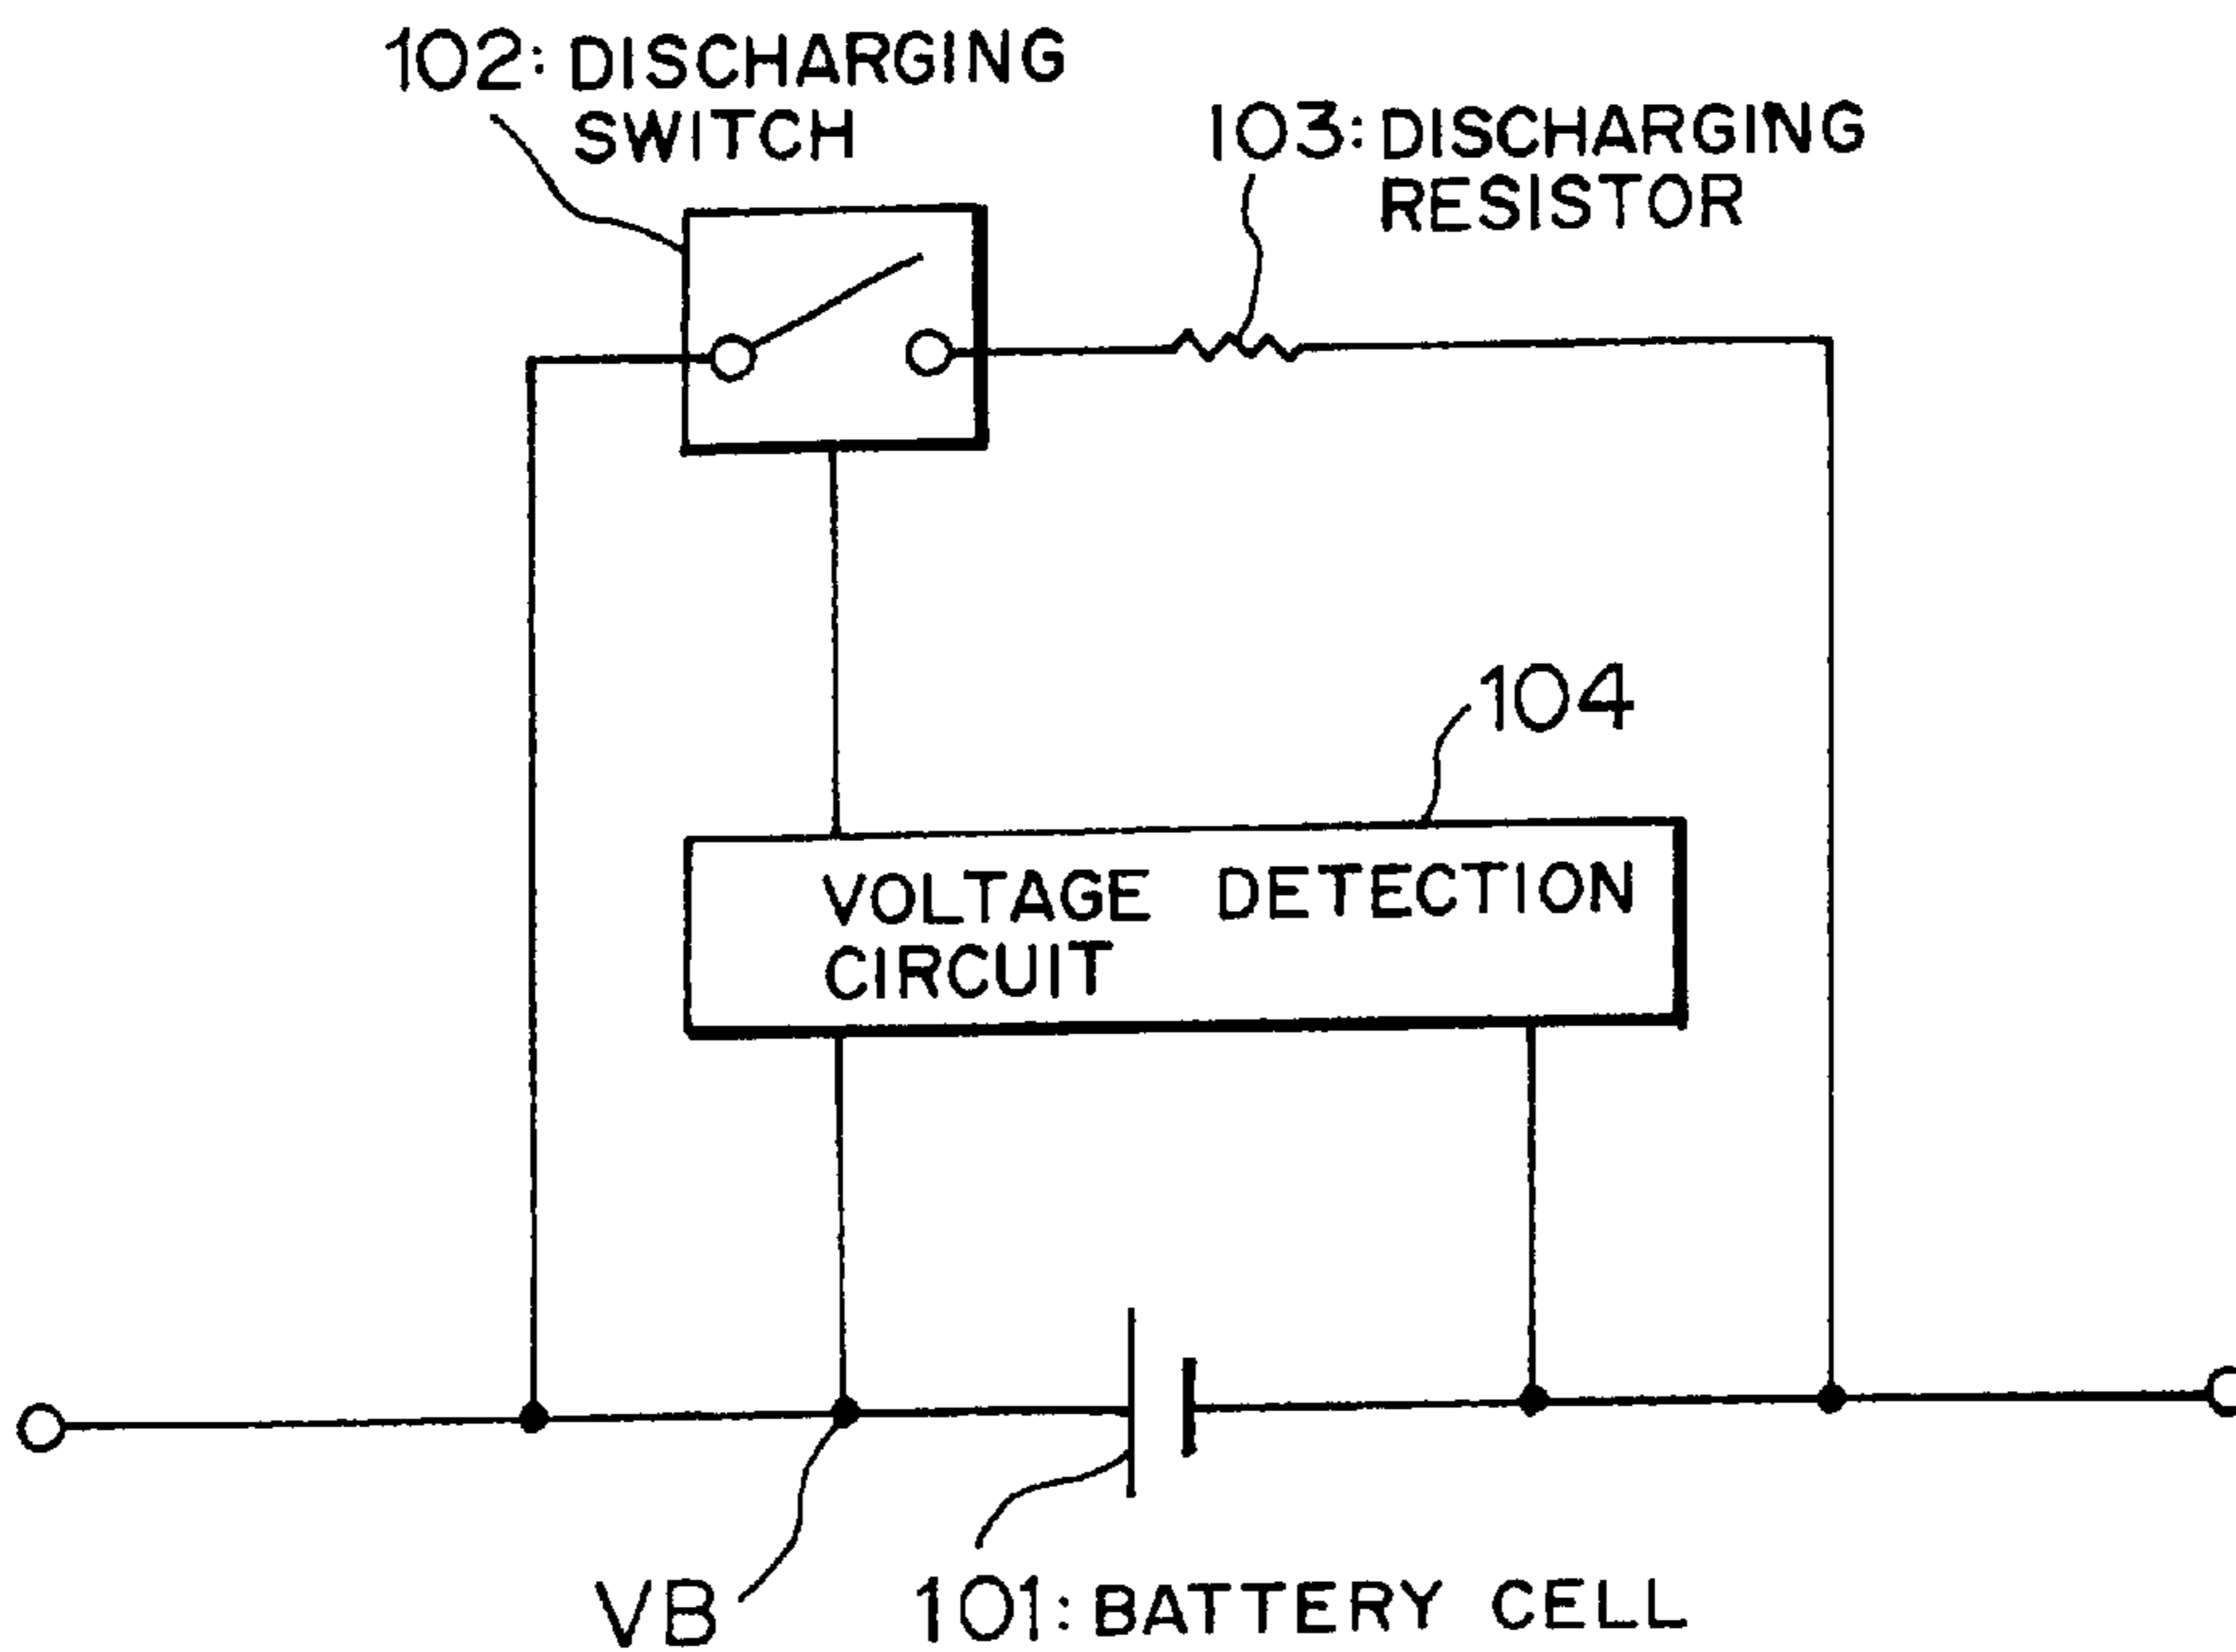 102: DISCHARGING
SWITCH
103: DISCHARGING
RESISTOR
104
VOLTAGE DETECTION
CIRCUIT
VB
101: BATTERY CELL